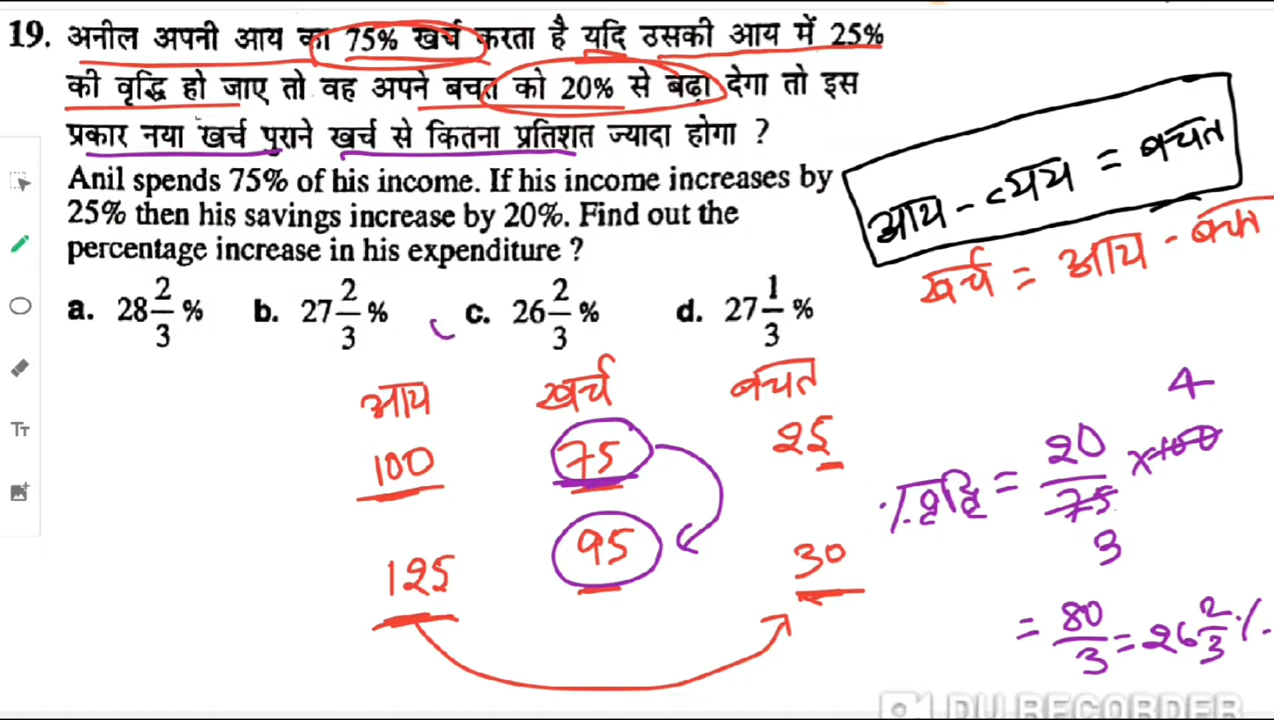 19. अनील अपनी आय का 75% खर्च करता है यदि उसकी आय में 25%
की वृद्धि हो जाए तो वह अपने बचत को 20% से बढ़ा देगा तो इस
प्रकार नया खर्च पुराने खर्च से कितना प्रतिशत ज्यादा होगा ?
Anil spends 75% of his income. If his income increases by
25% then his savings increase by 20%. Find out the
percentage increase in his expenditure ?
a. 28 2/3 % b. 27 2/3 % c. 26 2/3 % d. 27 1/3 %
आय - व्यय = बचत
खर्च = आय - बचत
आय खर्च बचत
100 75 25
125 95 30
% वृद्धि = 20/75 × 100
4
3
= 80/3 = 26 2/3 %
Tт
DU RECORDER